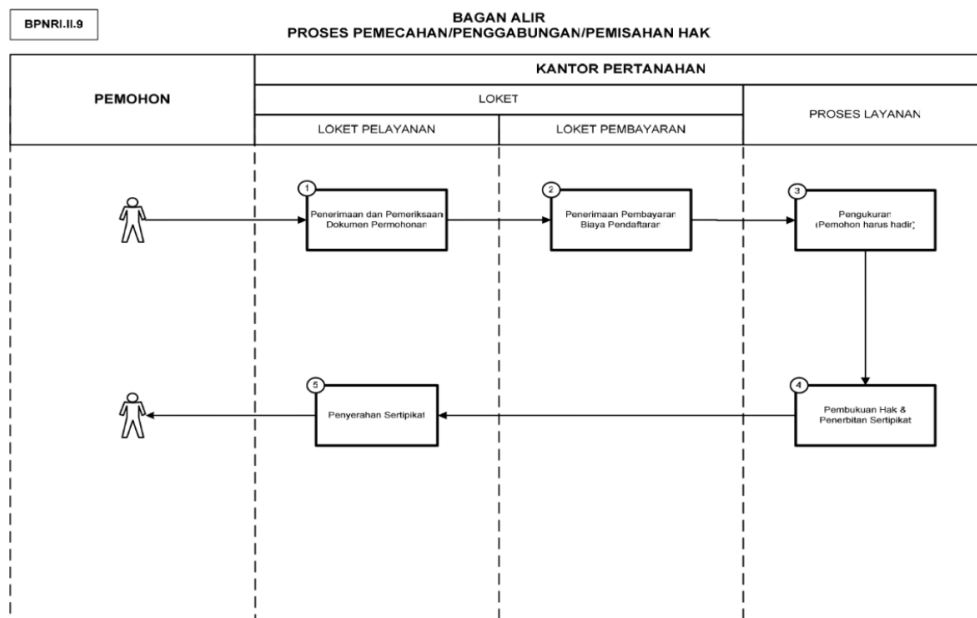 BPNRI.II.9
BAGAN ALIR
PROSES PEMECAHAN/PENGGABUNGAN/PEMISAHAN HAK
PEMOHON
KANTOR PERTANAHAN
LOKET
PROSES LAYANAN
LOKET PELAYANAN
LOKET PEMBAYARAN
1
Penerimaan dan Pemeriksaan
Dokumen Permohonan
2
Penerimaan Pembayaran
Biaya Pendaftaran
3
Pengukuran
(Pemohon harus hadir)
4
Pembukuan Hak &
Penerbitan Sertipikat
5
Penyerahan Sertipikat